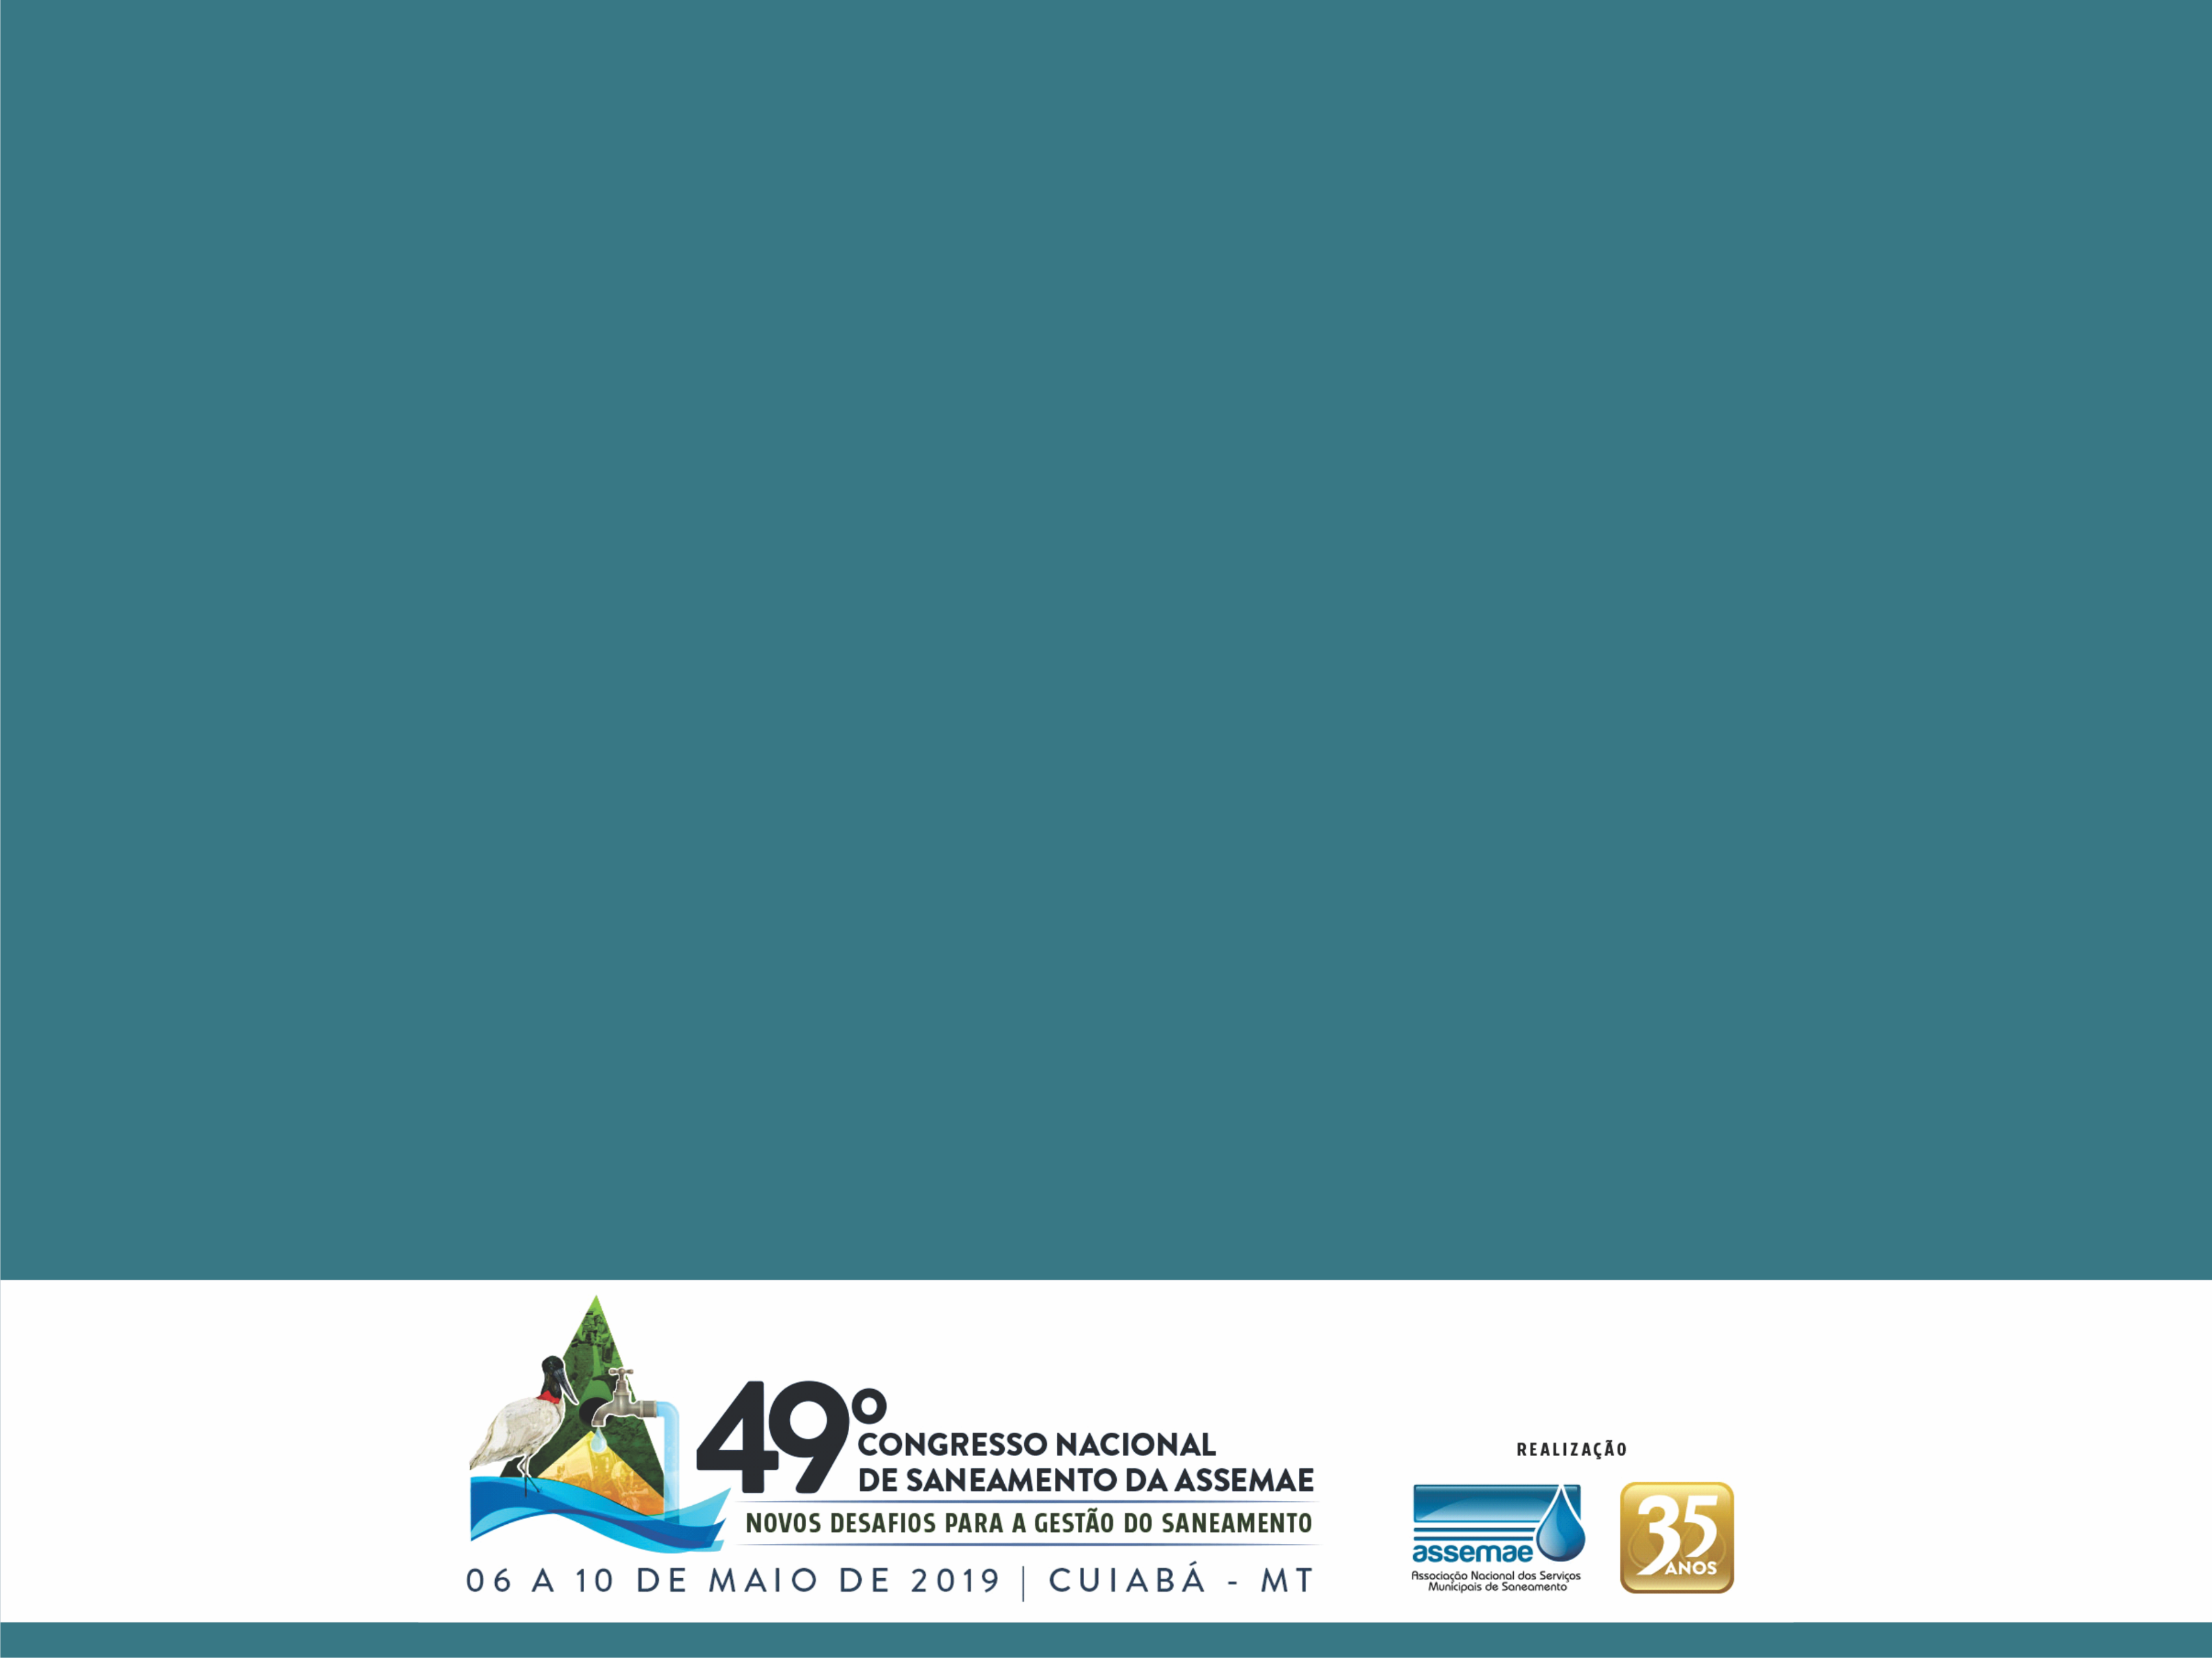 49º
CONGRESSO NACIONAL
DE SANEAMENTO DA ASSEMAE
NOVOS DESAFIOS PARA A GESTÃO DO SANEAMENTO
06 A 10 DE MAIO DE 2019 | CUIABÁ - MT
REALIZAÇÃO
assemae
Associação Nacional dos Serviços
Municipais de Saneamento
35
ANOS